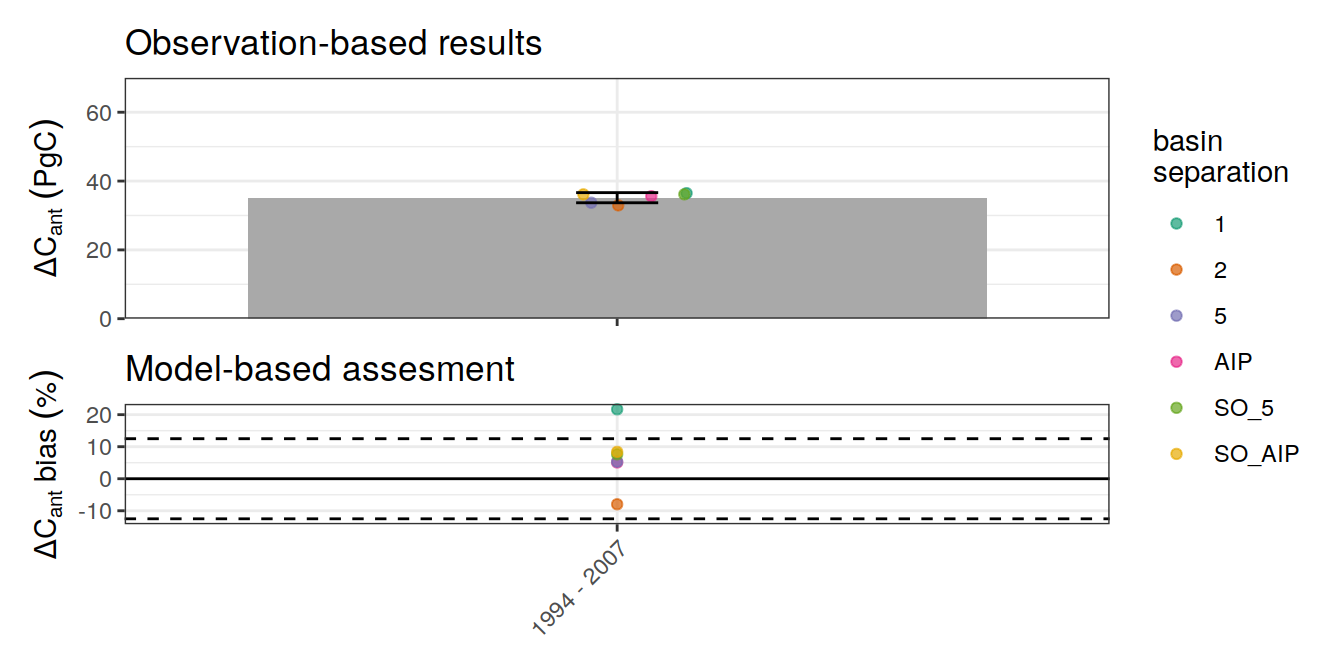 Observation-based results
ΔCant (PgC)
60
40
20
0
Model-based assesment
ΔCant bias (%)
20
10
0
-10
1994 - 2007
basin
separation
1
2
5
AIP
SO_5
SO_AIP